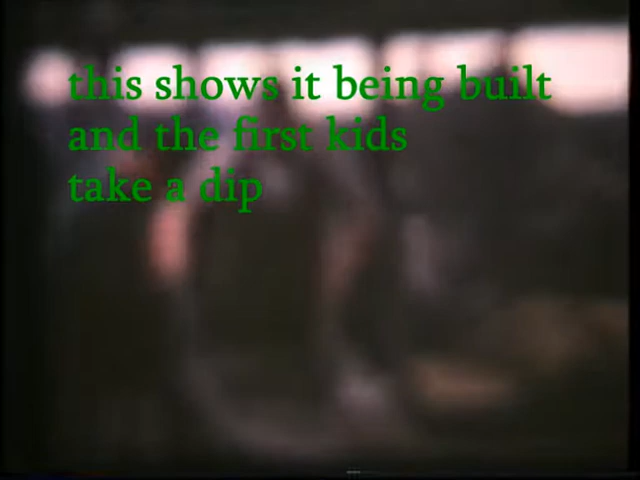 this shows it being built
and the first kids
take a dip